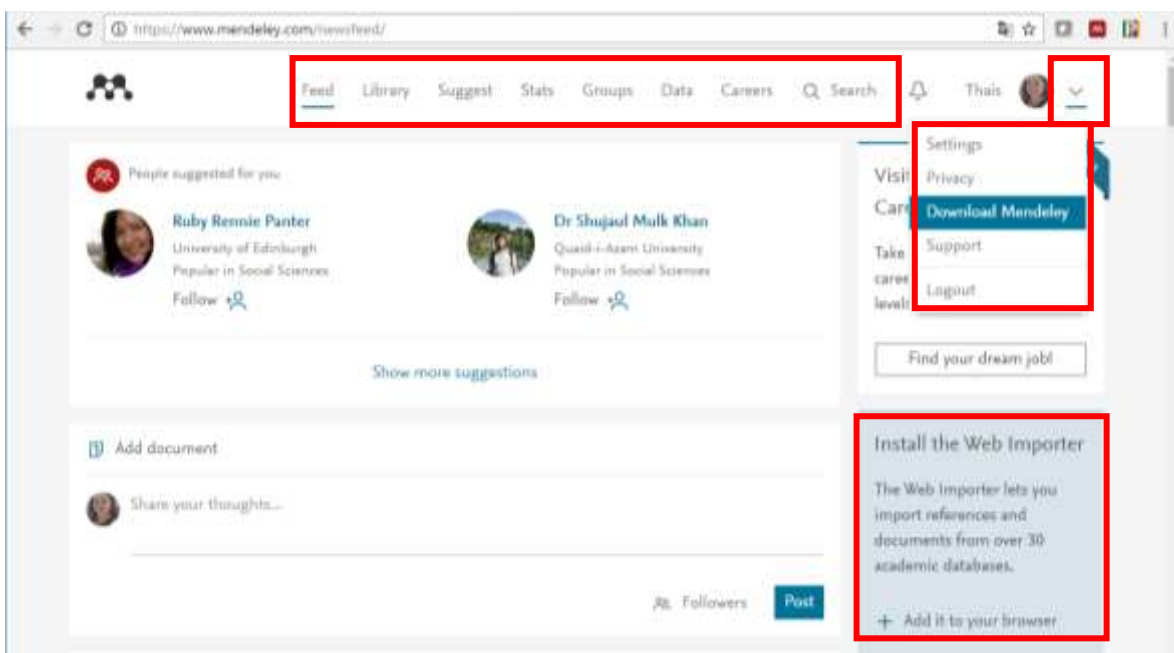 https://www.mendeley.com/newsfeed/
Feed Library Suggest Stats Groups Data Careers Search Thais
Settings
Privacy
Download Mendeley
Support
Logout
People suggested for you
Ruby Rennie Panter
University of Edinburgh
Popular in Social Sciences
Follow
Dr Shujaul Mulk Khan
Quaid-i-Azam University
Popular in Social Sciences
Follow
Show more suggestions
Visi
Car
Take
caree
levels
Find your dream job!
Add document
Share your thoughts...
Followers Post
Install the Web Importer
The Web Importer lets you
import references and
documents from over 30
academic databases.
+ Add it to your browser